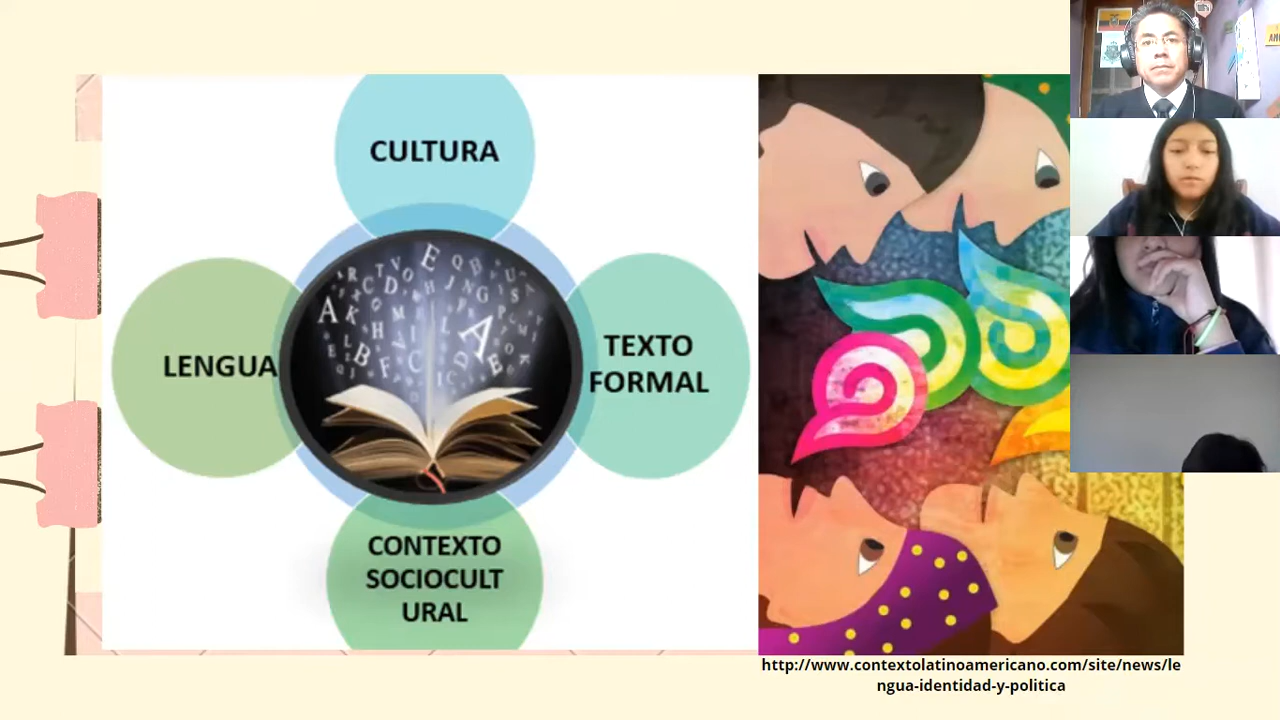 CULTURA
LENGUA
TEXTO
FORMAL
CONTEXTO
SOCIOCULT
URAL
http://www.contextolatinoamericano.com/site/news/le
ngua-identidad-y-politica